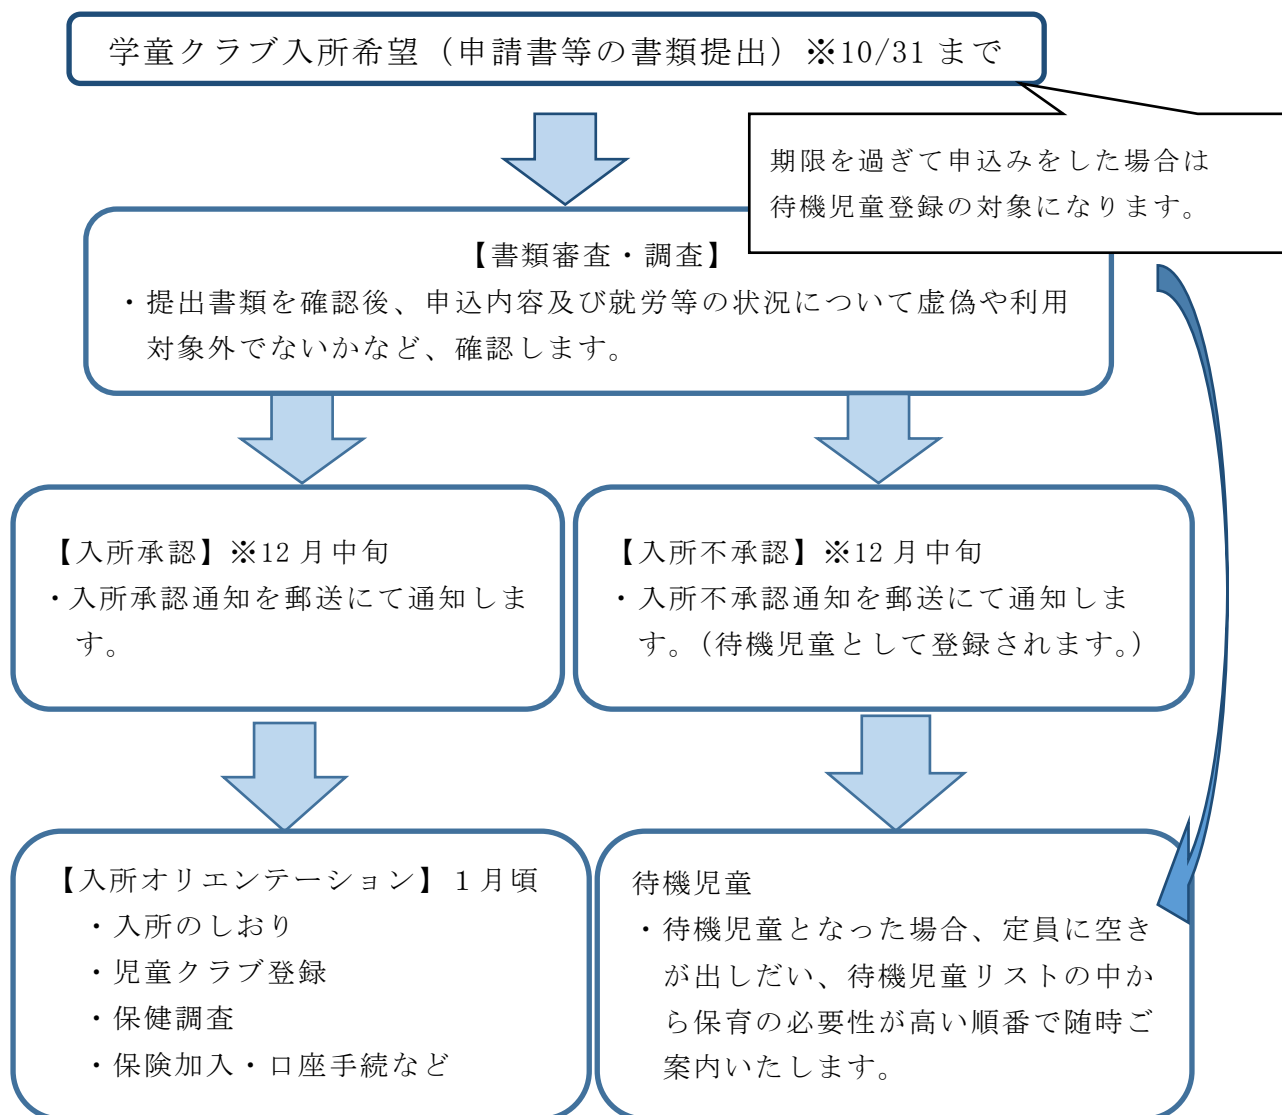 学童クラブ入所希望（申請書等の書類提出）※10/31 まで
期限を過ぎて申込みをした場合は
待機児童登録の対象になります。
【書類審査・調査】
・提出書類を確認後、申込内容及び就労等の状況について虚偽や利用
対象外でないかなど、確認します。
【入所承認】※12 月中旬
・入所承認通知を郵送にて通知しま
す。
【入所不承認】※12 月中旬
・入所不承認通知を郵送にて通知しま
す。（待機児童として登録されます。）
【入所オリエンテーション】１月頃
・入所のしおり
・児童クラブ登録
・保健調査
・保険加入・口座手続など
待機児童
・待機児童となった場合、定員に空き
が出しだい、待機児童リストの中か
ら保育の必要性が高い順番で随時ご
案内いたします。